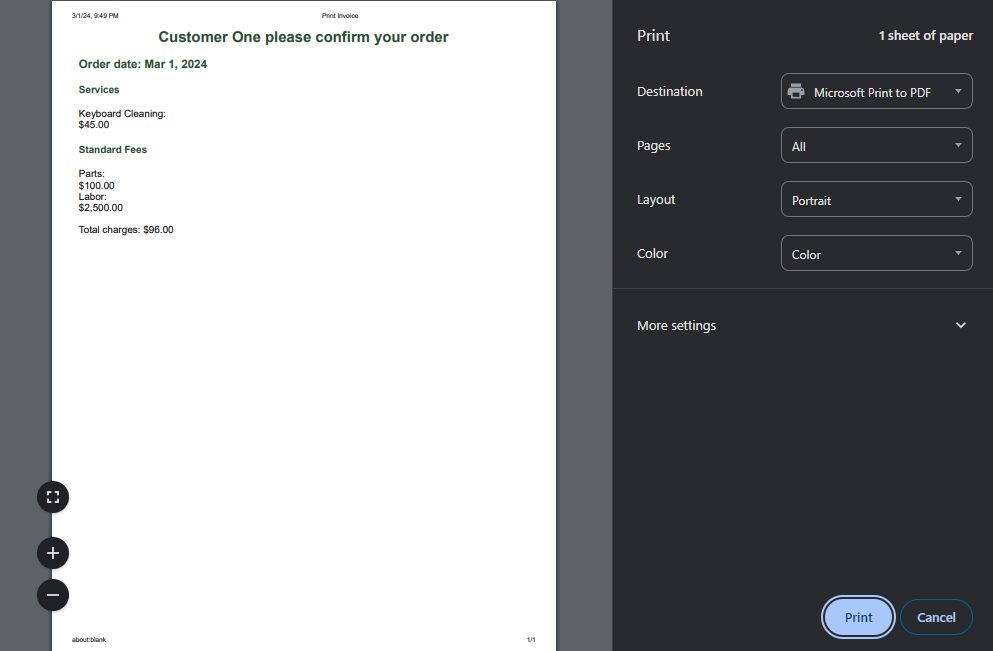 3/1/24, 9:49 PM
Print Invoice
Customer One please confirm your order
Order date: Mar 1, 2024
Services
Keyboard Cleaning:
$45.00
Standard Fees
Parts:
$100.00
Labor:
$2,500.00
Total charges: $96.00
about:blank
1/1
Print
1 sheet of paper
Destination
Microsoft Print to PDF
Pages
All
Layout
Portrait
Color
Color
More settings
Print
Cancel